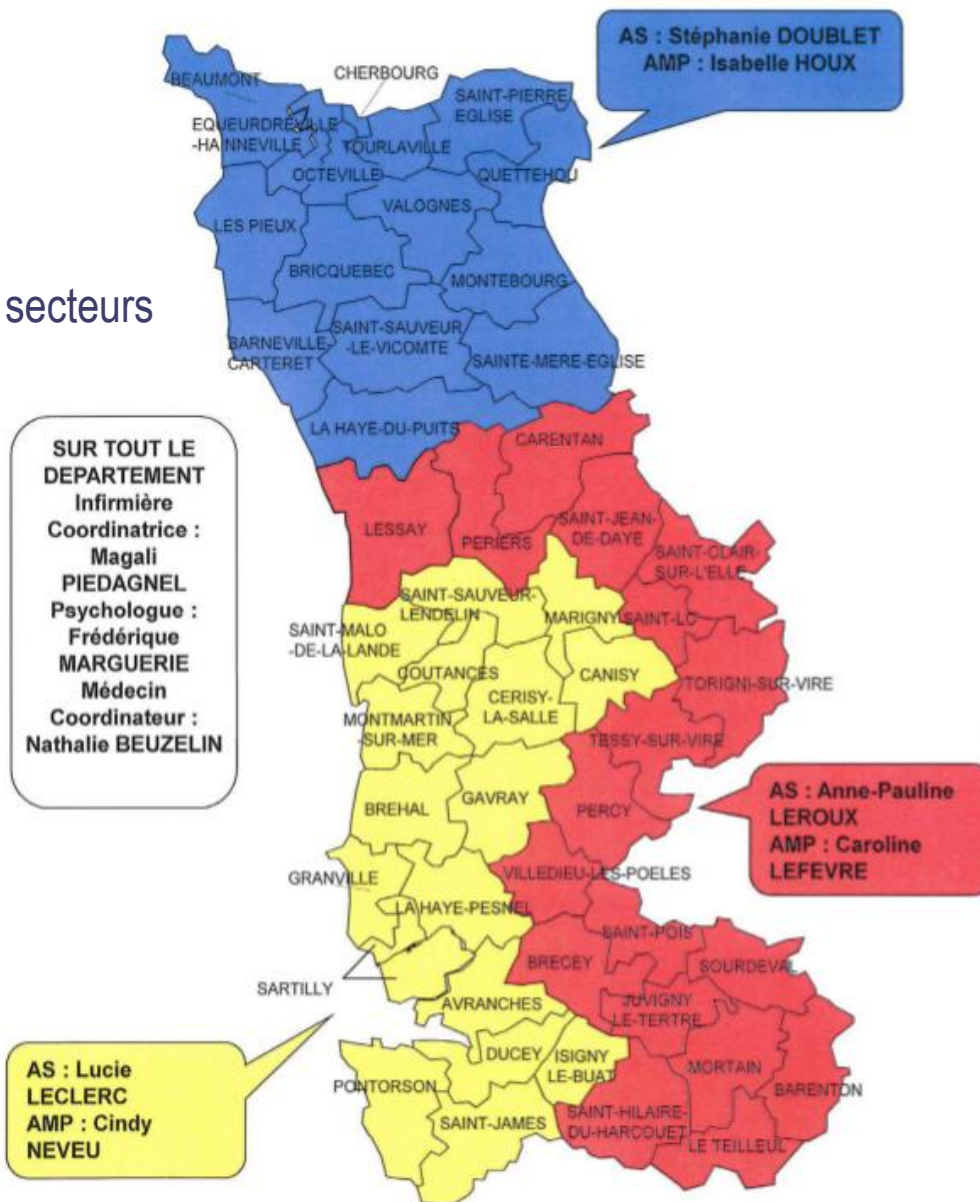 AS : Stéphanie DOUBLET
AMP : Isabelle HOUX
BEAUMONT
CHERBOURG
SAINT-PIERRE
EGLISE
EQUEURDREVILLE
-HAINNEVILLE
TOURLAVILLE
OCTEVILLE
QUETTEHOU
VALOGNES
LES PIEUX
BRICQUEBEC
MONTEBOURG
secteurs
SAINT-SAUVEUR
-LE-VICOMTE
BARNEVILLE-
CARTERET
SAINTE-MERE-EGLISE
LA HAYE-DU-PUITS
CARENTAN
SUR TOUT LE
DEPARTEMENT
Infirmière
Coordinatrice :
Magali
PIEDAGNEL
Psychologue :
Frédérique
MARGUERIE
Médecin
Coordinateur :
Nathalie BEUZELIN
LESSAY
PERIERS
SAINT-JEAN-
DE-DAYE
SAINT-CLAIR-
SUR-L'ELLE
SAINT-SAUVEUR-
LENDELIN
MARIGNY
SAINT-LO
SAINT-MALO
-DE-LA-LANDE
COUTANCES
CANISY
TORIGNI-SUR-VIRE
CERISY-
LA-SALLE
MONTMARTIN
-SUR-MER
TESSY-SUR-VIRE
GAVRAY
BREHAL
PERCY
AS : Anne-Pauline
LEROUX
AMP : Caroline
LEFEVRE
GRANVILLE
VILLEDIEU-LES-POELES
LA HAYE-PESNEL
SAINT-POIS
BRECEY
SOURDEVAL
SARTILLY
AVRANCHES
JUVIGNY
LE-TERTRE
DUCEY
ISIGNY
LE-BUAT
MORTAIN
PONTORSON
BARENTON
AS : Lucie
LECLERC
AMP : Cindy
NEVEU
SAINT-JAMES
SAINT-HILAIRE-
DU-HARCOUET
LE TEILLEUL